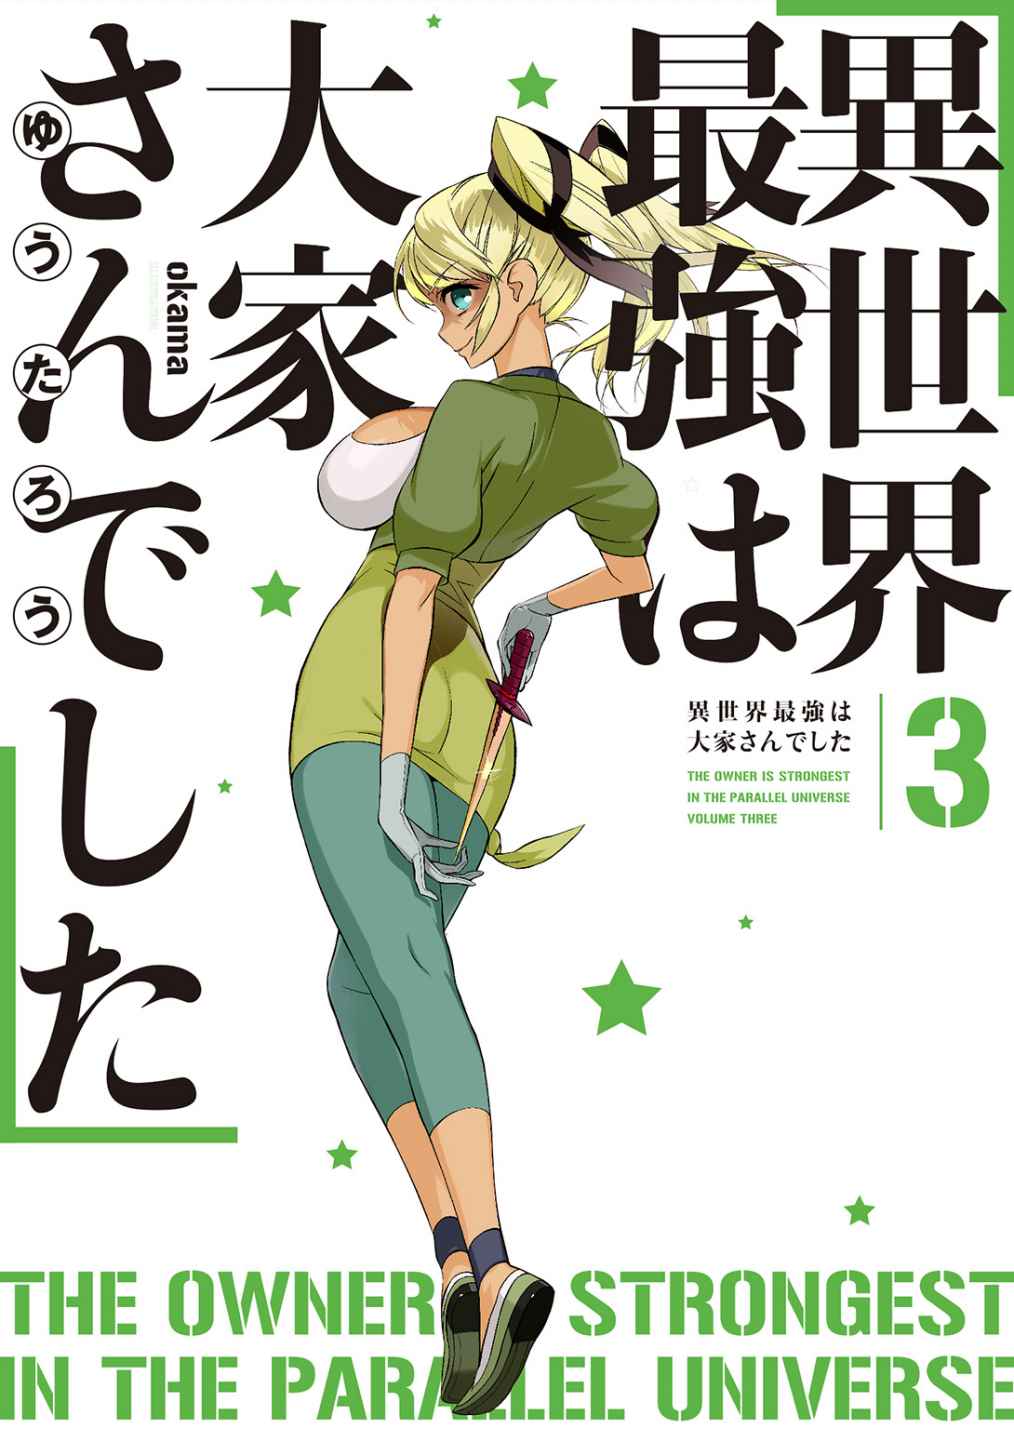 異世界
最強は
大家
さんでした
okama
ゆうたろう
異世界最強は
大家さんでした
THE OWNER IS STRONGEST
IN THE PARALLEL UNIVERSE
VOLUME THREE
3
THE OWNER STRONGEST
IN THE PARALLEL UNIVERSE